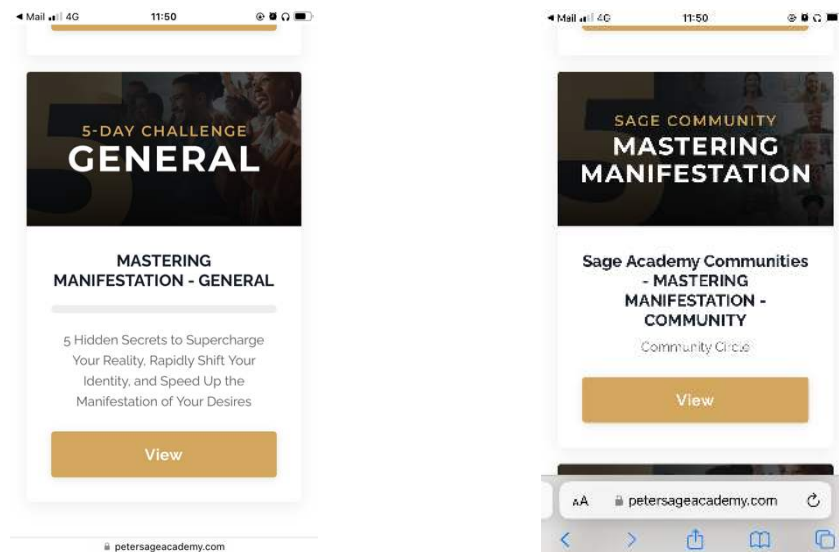 Mail 4G 11:50
5-DAY CHALLENGE
GENERAL
MASTERING
MANIFESTATION - GENERAL
5 Hidden Secrets to Supercharge
Your Reality, Rapidly Shift Your
Identity, and Speed Up the
Manifestation of Your Desires
View
petersageacademy.com
Mail 4G 11:50
SAGE COMMUNITY
MASTERING
MANIFESTATION
Sage Academy Communities
- MASTERING
MANIFESTATION -
COMMUNITY
Community Circle
View
AA petersageacademy.com